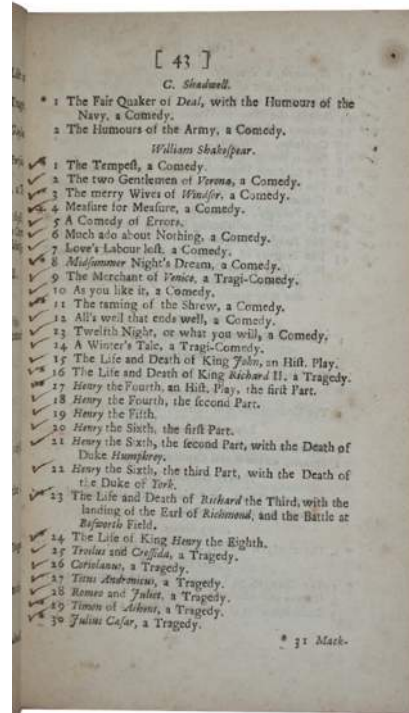 [ 43 ]
C. Shadwell.
* 1 The Fair Quaker of Deal, with the Humours of the
Navy, a Comedy.
2 The Humours of the Army, a Comedy.
William Shakeſpear.
1 The Tempeſt, a Comedy.
2 The two Gentlemen of Verona, a Comedy.
3 The merry Wives of Windſor, a Comedy.
4 Meaſure for Meaſure, a Comedy.
5 A Comedy of Errors.
6 Much ado about Nothing, a Comedy.
7 Love's Labour loſt, a Comedy.
* 8 Midſummer Night's Dream, a Comedy.
9 The Merchant of Venice, a Tragi-Comedy.
10 As you like it, a Comedy.
* 11 The taming of the Shrew, a Comedy.
12 All's well that ends well, a Comedy.
13 Twelfth Night, or what you will, a Comedy.
14 A Winter's Tale, a Tragi-Comedy.
15 The Life and Death of King John, an Hiſt. Play.
* 16 The Life and Death of King Richard II. a Tragedy.
* 17 Henry the Fourth, an Hiſt. Play, the firſt Part.
18 Henry the Fourth, the ſecond Part.
19 Henry the Fifth.
20 Henry the Sixth, the firſt Part.
21 Henry the Sixth, the ſecond Part, with the Death of
Duke Humphrey.
22 Henry the Sixth, the third Part, with the Death of
the Duke of York.
23 The Life and Death of Richard the Third, with the
landing of the Earl of Richmond, and the Battle at
Boſworth Field.
24 The Life of King Henry the Eighth.
25 Troilus and Creſſida, a Tragedy.
26 Coriolanus, a Tragedy.
27 Titus Andronicus, a Tragedy.
28 Romeo and Juliet, a Tragedy.
29 Timon of Athens, a Tragedy.
* 30 Julius Cæſar, a Tragedy.
* 31 Mack-